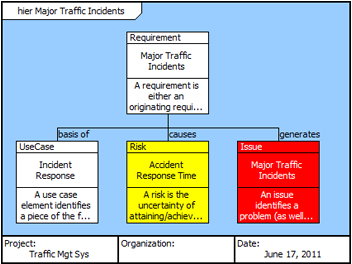 hier Major Traffic Incidents
Requirement
Major Traffic
Incidents
A requirement is
either an
originating requi...
basis of
causes
generates
UseCase
Incident
Response
A use case
element identifies
a piece of the f...
Risk
Accident
Response Time
A risk is the
uncertainty of
attaining/achiev...
Issue
Major Traffic
Incidents
An issue
identifies a
problem (as well...
Project:
Traffic Mgt Sys
Organization:
Date:
June 17, 2011